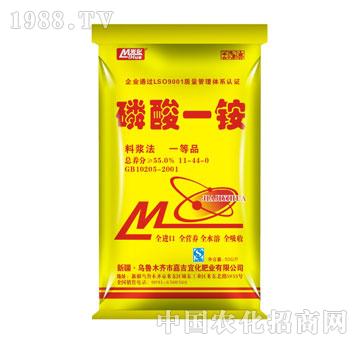 1988.TV
企业通过LSO9001质量管理体系认证
磷酸一铵
料浆法 一等品
总养分≥55.0% 11-44-0
GB10205-2001
JIAJIYIHUA
全进口 全营养 全水溶 全吸收
新疆·乌鲁木齐市嘉吉宜化肥业有限公司
中国农化招商网